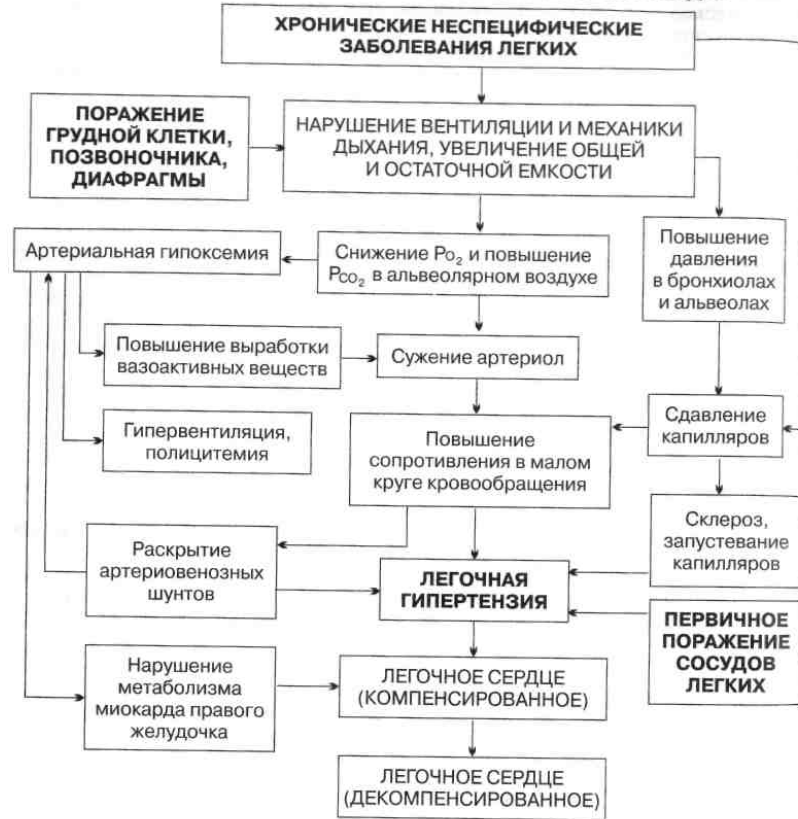 ХРОНИЧЕСКИЕ НЕСПЕЦИФИЧЕСКИЕ
ЗАБОЛЕВАНИЯ ЛЕГКИХ
ПОРАЖЕНИЕ
ГРУДНОЙ КЛЕТКИ,
ПОЗВОНОЧНИКА,
ДИАФРАГМЫ
НАРУШЕНИЕ ВЕНТИЛЯЦИИ И МЕХАНИКИ
ДЫХАНИЯ, УВЕЛИЧЕНИЕ ОБЩЕЙ
И ОСТАТОЧНОЙ ЕМКОСТИ
Артериальная гипоксемия
Снижение Po₂ и повышение
Pco₂ в альвеолярном воздухе
Повышение
давления
в бронхиолах
и альвеолах
Повышение выработки
вазоактивных веществ
Сужение артериол
Гипервентиляция,
полицитемия
Повышение
сопротивления в малом
круге кровообращения
Сдавление
капилляров
Раскрытие
артериовенозных
шунтов
ЛЕГОЧНАЯ
ГИПЕРТЕНЗИЯ
Склероз,
запустевание
капилляров
ПЕРВИЧНОЕ
ПОРАЖЕНИЕ
СОСУДОВ
ЛЕГКИХ
Нарушение
метаболизма
миокарда правого
желудочка
ЛЕГОЧНОЕ СЕРДЦЕ
(КОМПЕНСИРОВАННОЕ)
ЛЕГОЧНОЕ СЕРДЦЕ
(ДЕКОМПЕНСИРОВАННОЕ)